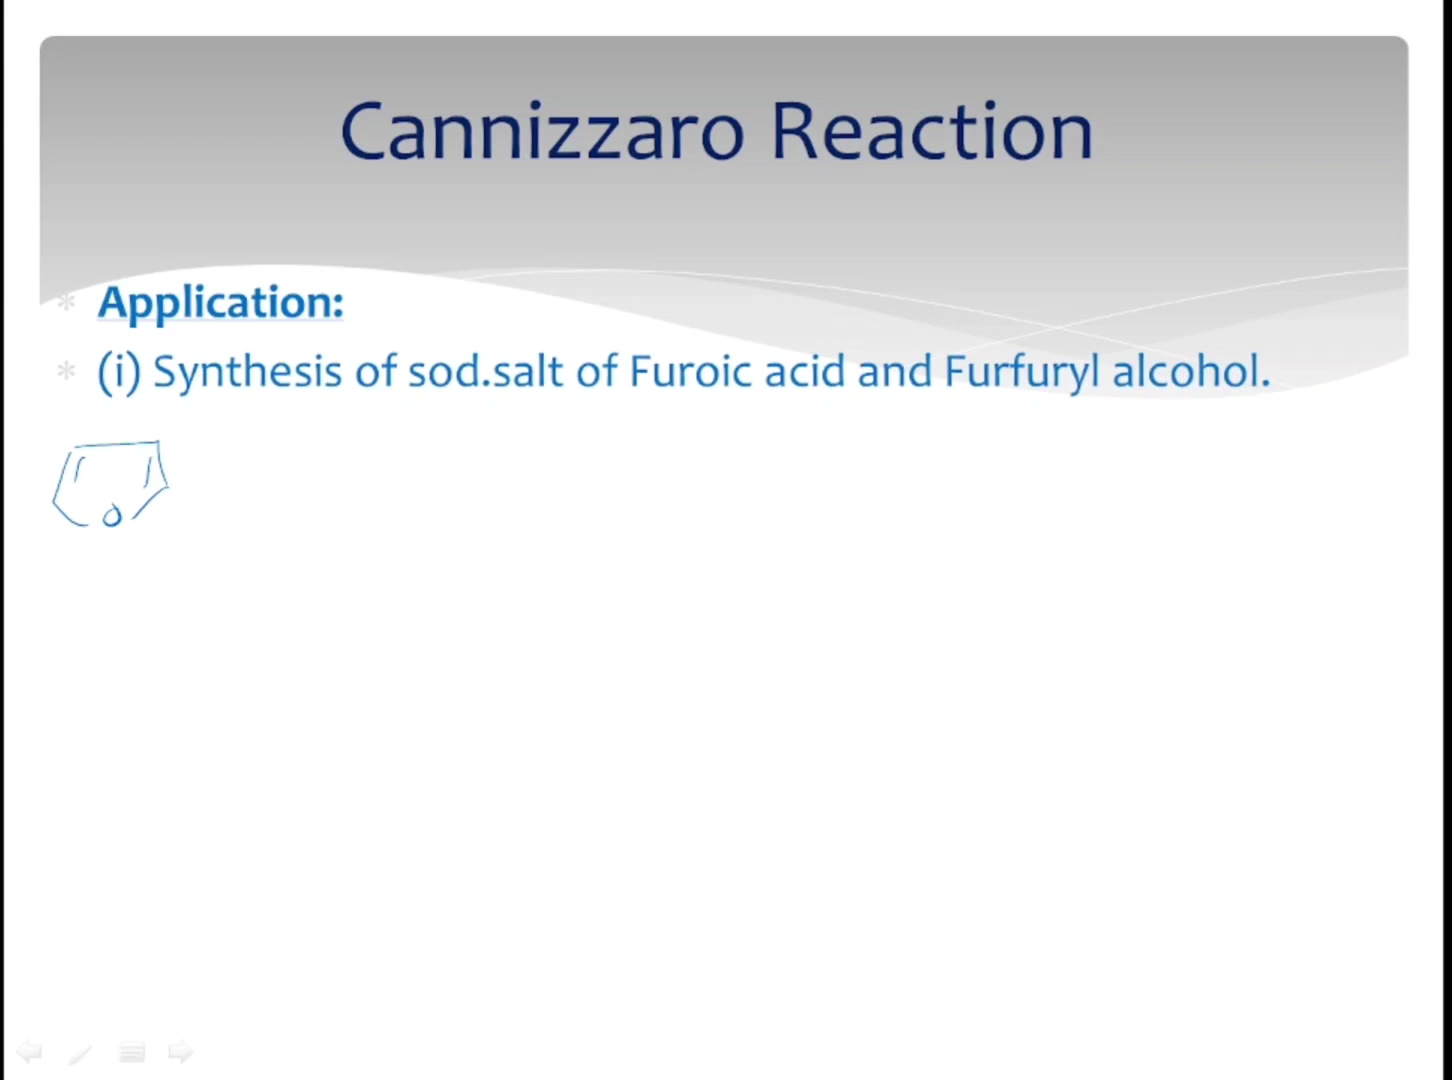 Cannizzaro Reaction
* Application:
* (i) Synthesis of sod.salt of Furoic acid and Furfuryl alcohol.
O